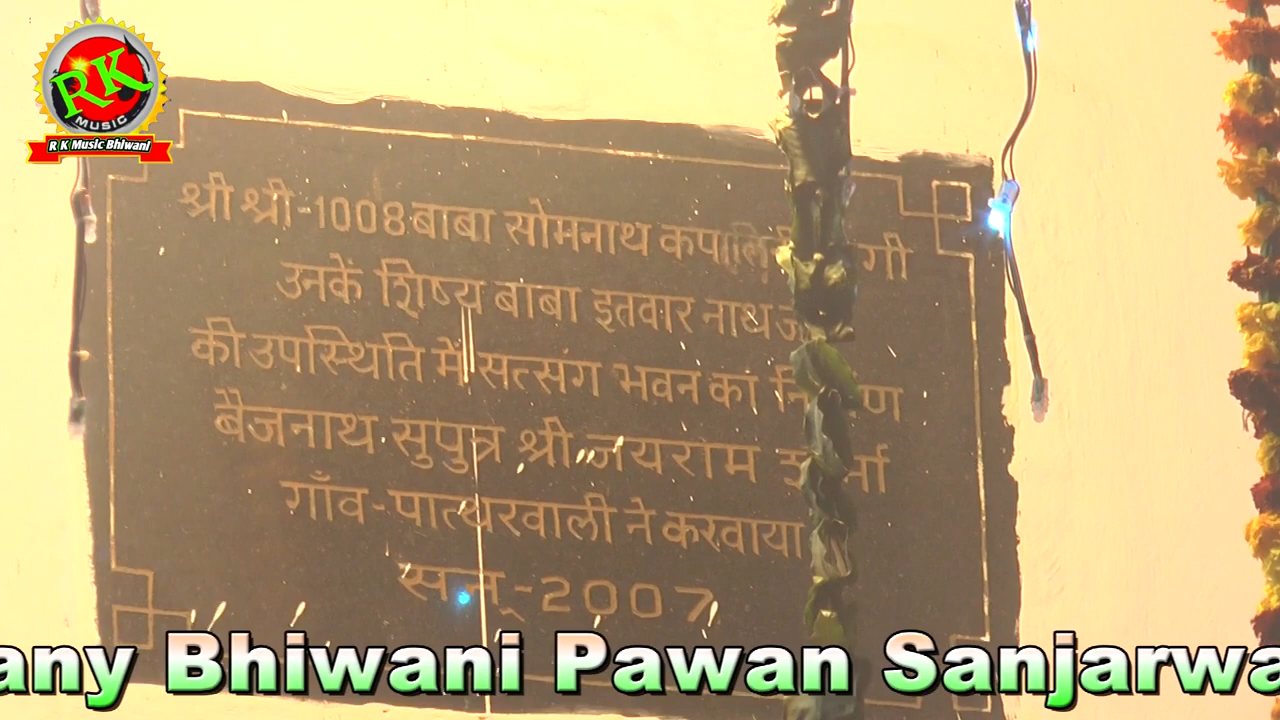 RK
MUSIC
R K Music Bhiwani
श्री श्री-1008 बाबा सोमनाथ
उनकें शिष्य बाबा इतवार नाथ
की उपस्थिति में सत्संग भवन का
बैजनाथ सुपुत्र श्री जयराम
गाँव-पात्थरवाली ने करवाया
सन्-2007
any Bhiwani Pawan Sanjarwa